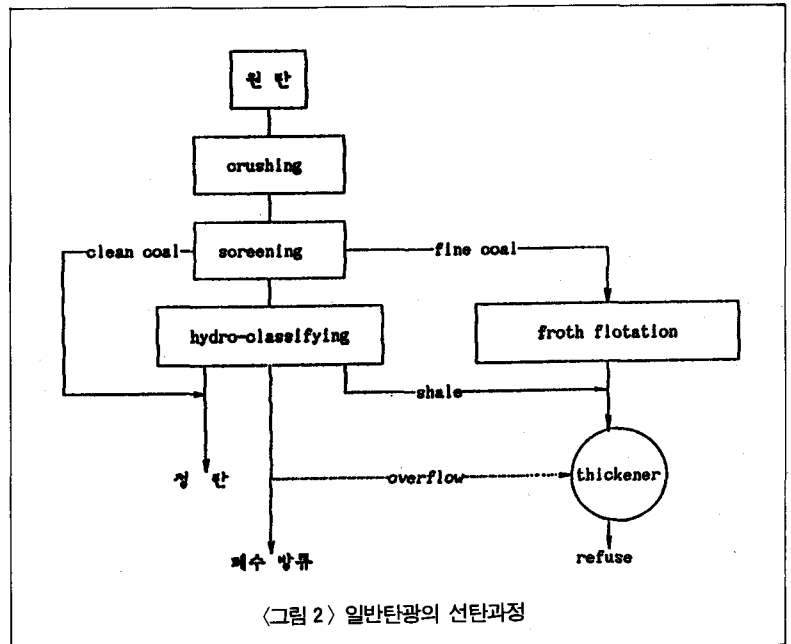 원 탄
crushing
clean coal
screening
fine coal
hydro-classifying
froth flotation
shale
정 탄
overflow
thickener
폐수 방류
refuse
〈그림 2〉 일반탄광의 선탄과정